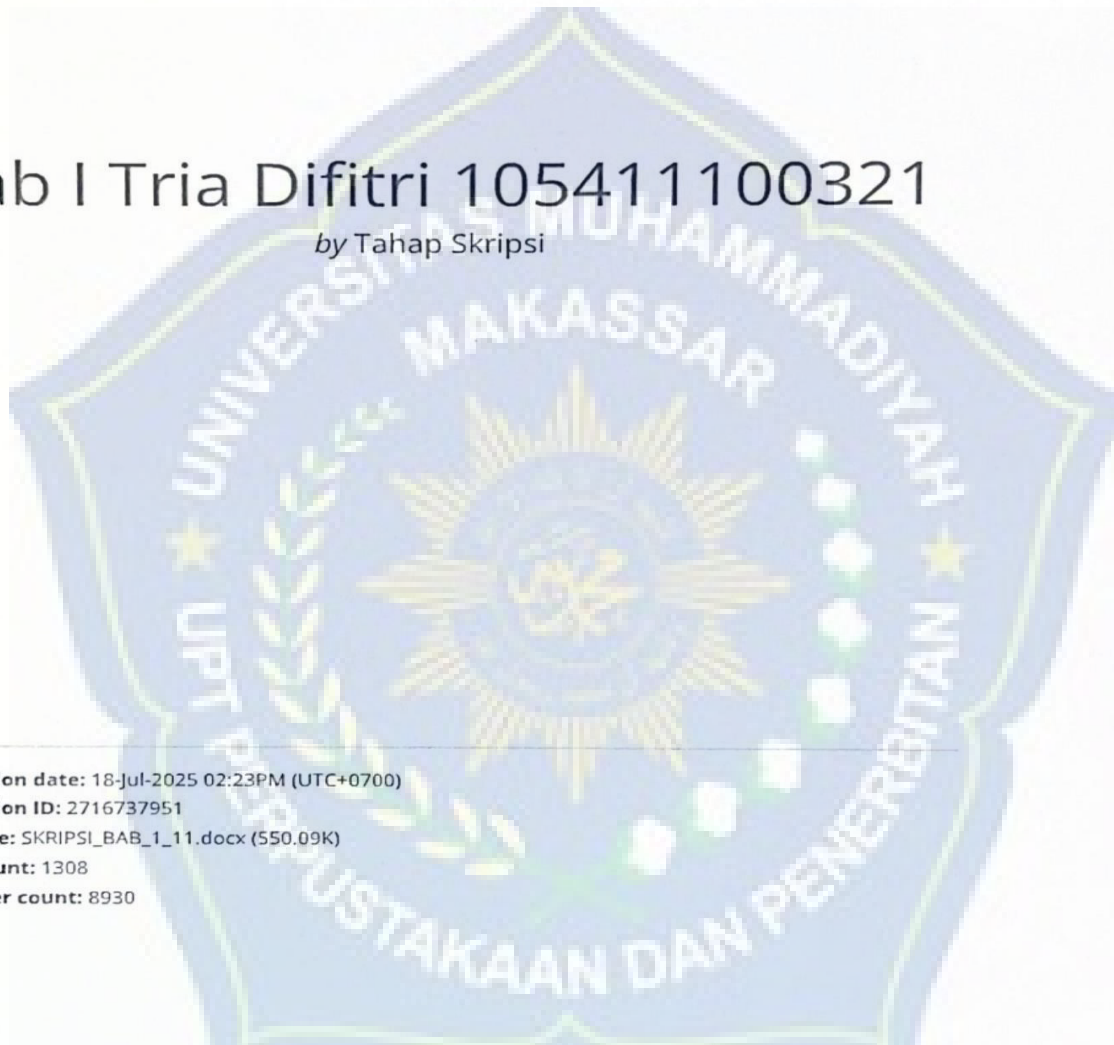 ab I Tria Difitri 105411100321
by Tahap Skripsi
UNIVERSITAS MUHAMMADIYAH
MAKASSAR
UPT PERPUSTAKAAN DAN PENERBITAN
on date: 18-Jul-2025 02:23PM (UTC+0700)
on ID: 2716737951
e: SKRIPSI_BAB_1_11.docx (550.09K)
unt: 1308
er count: 8930